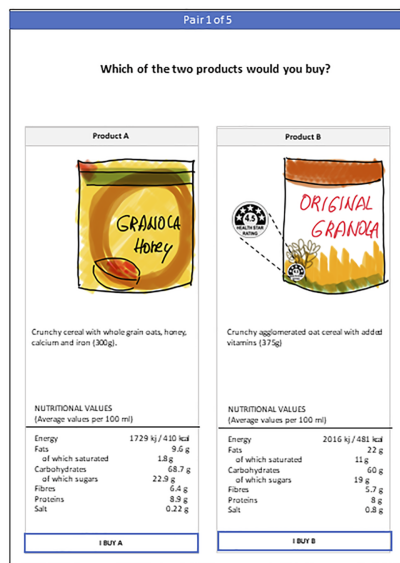 Pair 1 of 5
Which of the two products would you buy?
Product A
GRANOLA
Honey
Crunchy cereal with whole grain oats, honey,
calcium and iron (300g).
NUTRITIONAL VALUES
(Average values per 100 ml)
Energy 1729 kj / 410 kcal
Fats 9.6 g
of which saturated 1.8 g
Carbohydrates 68.7 g
of which sugars 22.9 g
Fibres 6.4 g
Proteins 8.9 g
Salt 0.22 g
I BUY A
Product B
4.5
HEALTH STAR
RATING
ORIGINAL
GRANOLA
Crunchy agglomerated oat cereal with added
vitamins (375g)
NUTRITIONAL VALUES
(Average values per 100 ml)
Energy 2016 kj / 481 kcal
Fats 22 g
of which saturated 11 g
Carbohydrates 60 g
of which sugars 19 g
Fibres 5.7 g
Proteins 8 g
Salt 0.8 g
I BUY B